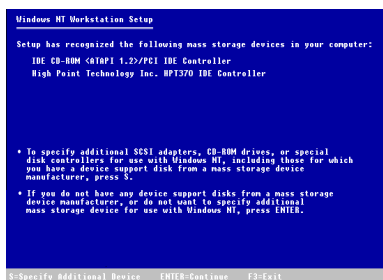 Windows NT Workstation Setup
Setup has recognized the following mass storage devices in your computer:
IDE CD-ROM <ATAPI 1.2>/PCI IDE Controller
High Point Technology Inc. HPT370 IDE Controller
• To specify additional SCSI adapters, CD-ROM drives, or special
disk controllers for use with Windows NT, including those for which
you have a device support disk from a mass storage device
manufacturer, press S.
• If you do not have any device support disks from a mass storage
device manufacturer, or do not want to specify additional
mass storage device for use with Windows NT, press ENTER.
S=Specify Additional Device ENTER=Continue F3=Exit